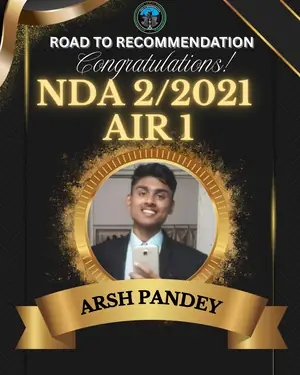 ROAD TO RECOMMENDATION
Congratulations!
NDA 2/2021
AIR 1
ARSH PANDEY